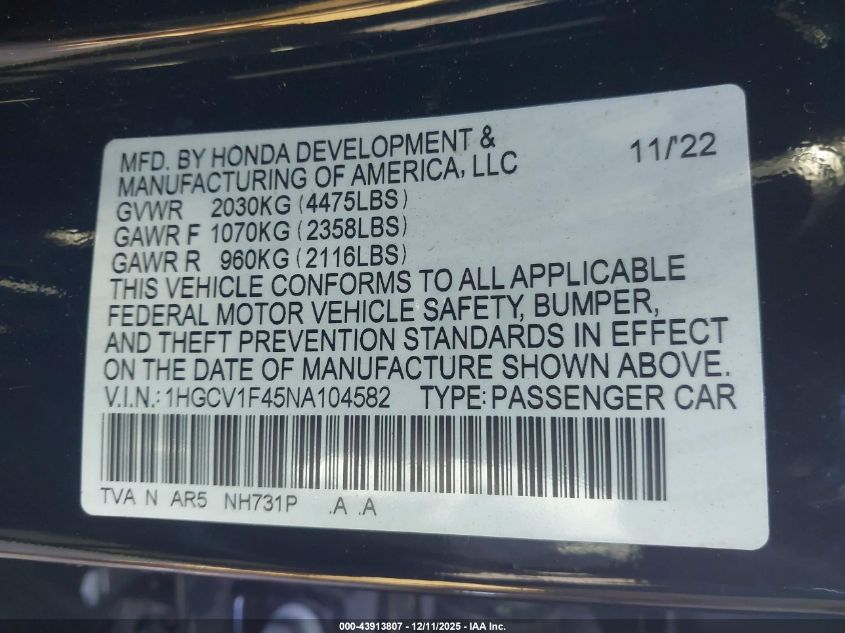 MFD. BY HONDA DEVELOPMENT & 11/'22
MANUFACTURING OF AMERICA, LLC
GVWR 2030KG (4475LBS)
GAWR F 1070KG (2358LBS)
GAWR R 960KG (2116LBS)
THIS VEHICLE CONFORMS TO ALL APPLICABLE
FEDERAL MOTOR VEHICLE SAFETY, BUMPER,
AND THEFT PREVENTION STANDARDS IN EFFECT
ON THE DATE OF MANUFACTURE SHOWN ABOVE.
V.I.N.: 1HGCV1F45NA104582 TYPE: PASSENGER CAR
TVA N AR5 NH731P .A .A
000-43913807 - 12/11/2025 - IAA Inc.